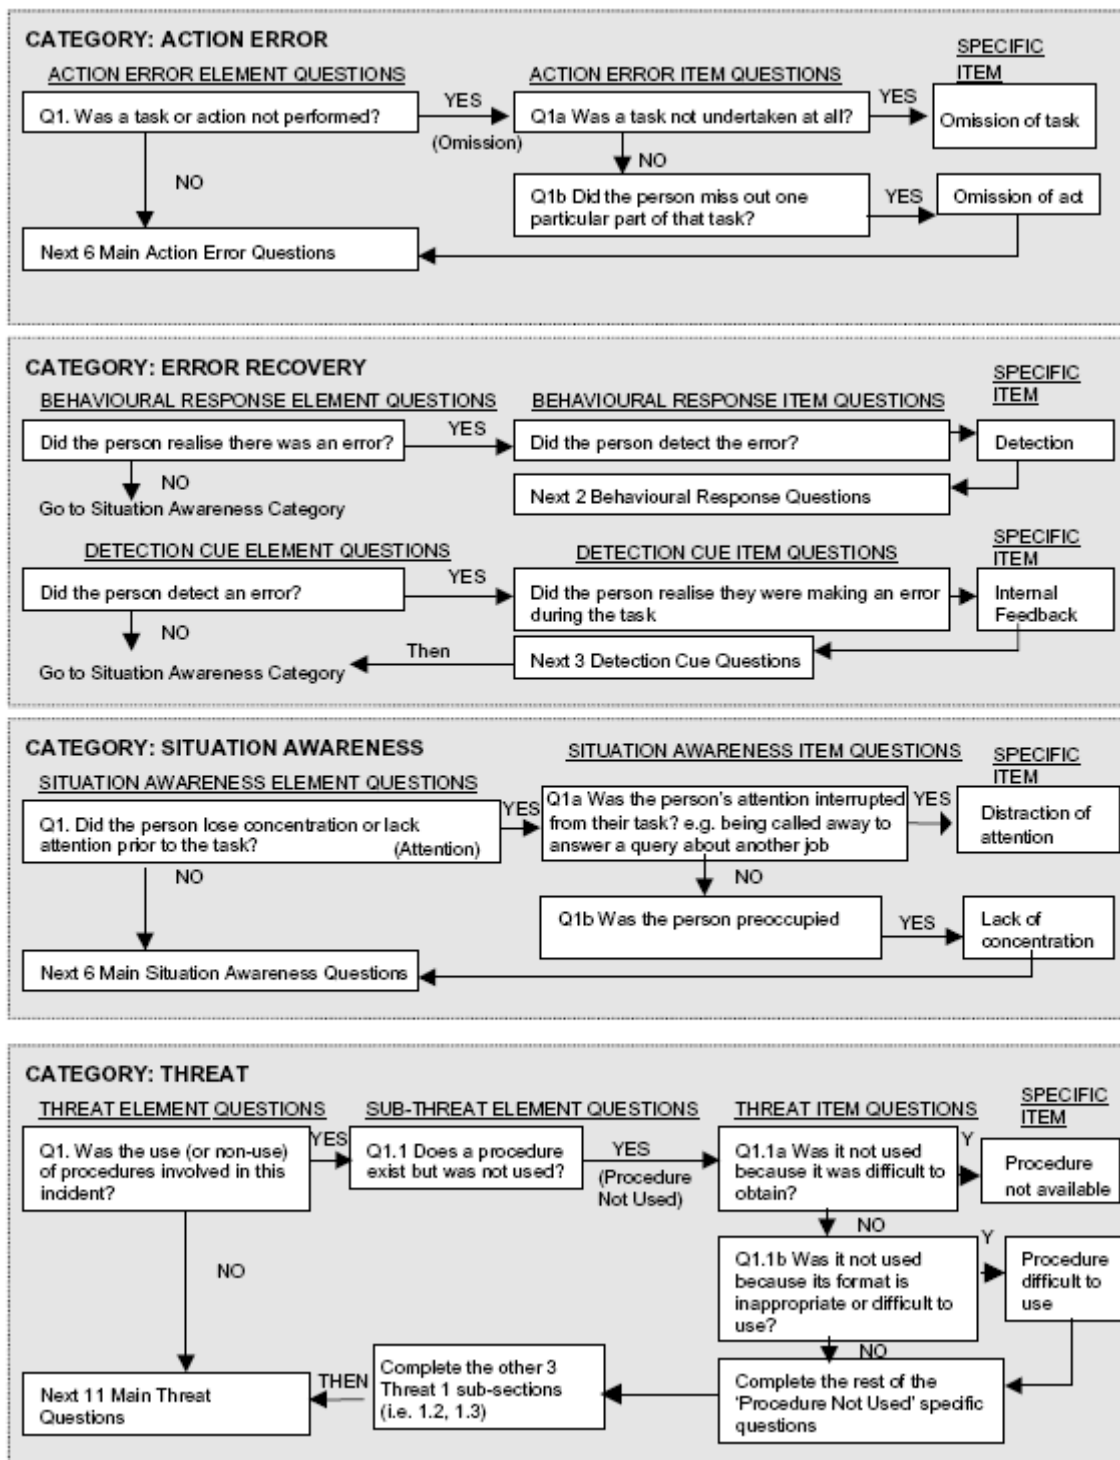 CATEGORY: ACTION ERROR
ACTION ERROR ELEMENT QUESTIONS
ACTION ERROR ITEM QUESTIONS
SPECIFIC
ITEM
Q1. Was a task or action not performed?
YES
(Omission)
Q1a Was a task not undertaken at all?
YES
Omission of task
NO
NO
Q1b Did the person miss out one
particular part of that task?
YES
Omission of act
Next 6 Main Action Error Questions
CATEGORY: ERROR RECOVERY
BEHAVIOURAL RESPONSE ELEMENT QUESTIONS
BEHAVIOURAL RESPONSE ITEM QUESTIONS
SPECIFIC
ITEM
Did the person realise there was an error?
YES
Did the person detect the error?
Detection
NO
Go to Situation Awareness Category
Next 2 Behavioural Response Questions
DETECTION CUE ELEMENT QUESTIONS
DETECTION CUE ITEM QUESTIONS
SPECIFIC
ITEM
Did the person detect an error?
YES
Did the person realise they were making an error
during the task
Internal
Feedback
NO
Go to Situation Awareness Category
Then
Next 3 Detection Cue Questions
CATEGORY: SITUATION AWARENESS
SITUATION AWARENESS ELEMENT QUESTIONS
SITUATION AWARENESS ITEM QUESTIONS
SPECIFIC
ITEM
Q1. Did the person lose concentration or lack
attention prior to the task?
(Attention)
YES
Q1a Was the person's attention interrupted
from their task? e.g. being called away to
answer a query about another job
YES
Distraction of
attention
NO
NO
Q1b Was the person preoccupied
YES
Lack of
concentration
Next 6 Main Situation Awareness Questions
CATEGORY: THREAT
THREAT ELEMENT QUESTIONS
SUB-THREAT ELEMENT QUESTIONS
THREAT ITEM QUESTIONS
SPECIFIC
ITEM
Q1. Was the use (or non-use)
of procedures involved in this
incident?
YES
Q1.1 Does a procedure
exist but was not used?
YES
(Procedure
Not Used)
Q1.1a Was it not used
because it was difficult to
obtain?
Y
Procedure
not available
NO
NO
Q1.1b Was it not used
because its format is
inappropriate or difficult to
use?
Y
Procedure
difficult to
use
NO
Complete the rest of the
'Procedure Not Used' specific
questions
Complete the other 3
Threat 1 sub-sections
(i.e. 1.2, 1.3)
THEN
Next 11 Main Threat
Questions